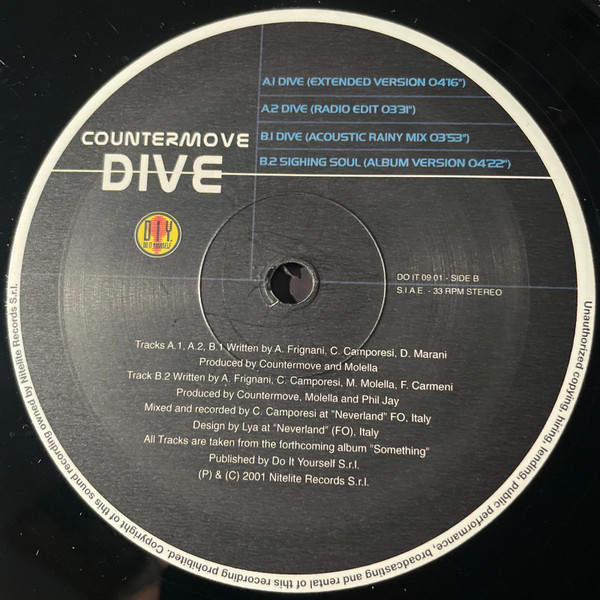 A.1 DIVE (EXTENDED VERSION 04'16")
A.2 DIVE (RADIO EDIT 03'31")
B.1 DIVE (ACOUSTIC RAINY MIX 03'53")
B.2 SIGHING SOUL (ALBUM VERSION 04'22")
COUNTERMOVE
DIVE
D.I.Y.
DO IT YOURSELF
DO IT 09 01 - SIDE B
S.I.A.E. - 33 RPM STEREO
Tracks A.1, A.2, B.1 Written by A. Frignani, C. Camporesi, D. Marani
Produced by Countermove and Molella
Track B.2 Written by A. Frignani, C. Camporesi, M. Molella, F. Carmeni
Produced by Countermove, Molella and Phil Jay
Mixed and recorded by C. Camporesi at "Neverland" FO, Italy
Design by Lya at "Neverland" (FO), Italy
All Tracks are taken from the forthcoming album "Something"
Published by Do It Yourself S.r.l.
(P) & (C) 2001 Nitelite Records S.r.l.
Unauthorized copying, hiring, lending, public performance, broadcasting and rental of this recording prohibited. Copyright of this sound recording owned by Nitelite Records S.r.l.